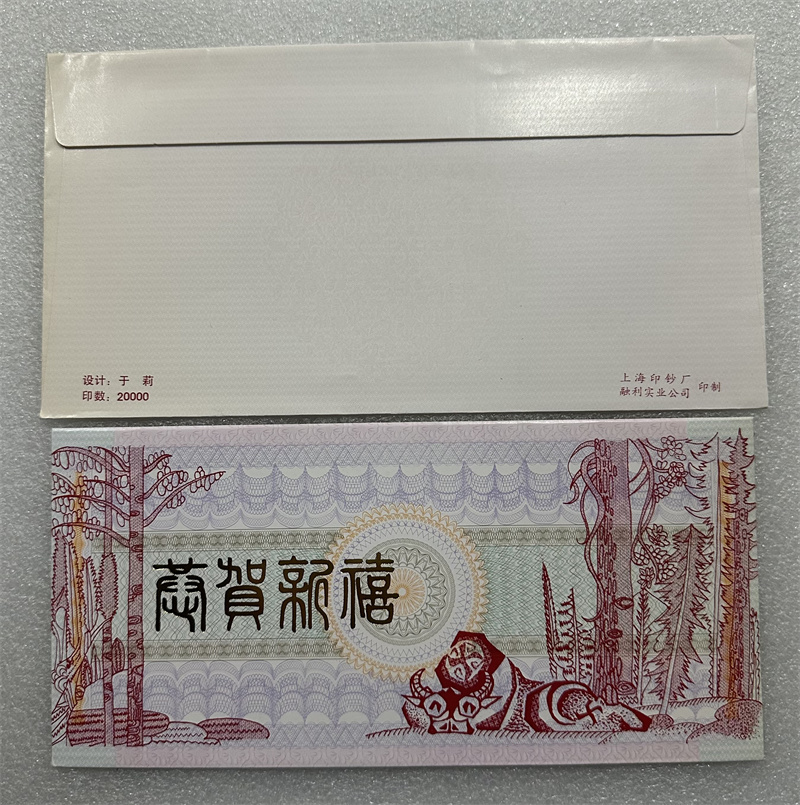 设计：于 莉
印数：20000
上海印钞厂
融利实业公司 印制
恭賀新禧